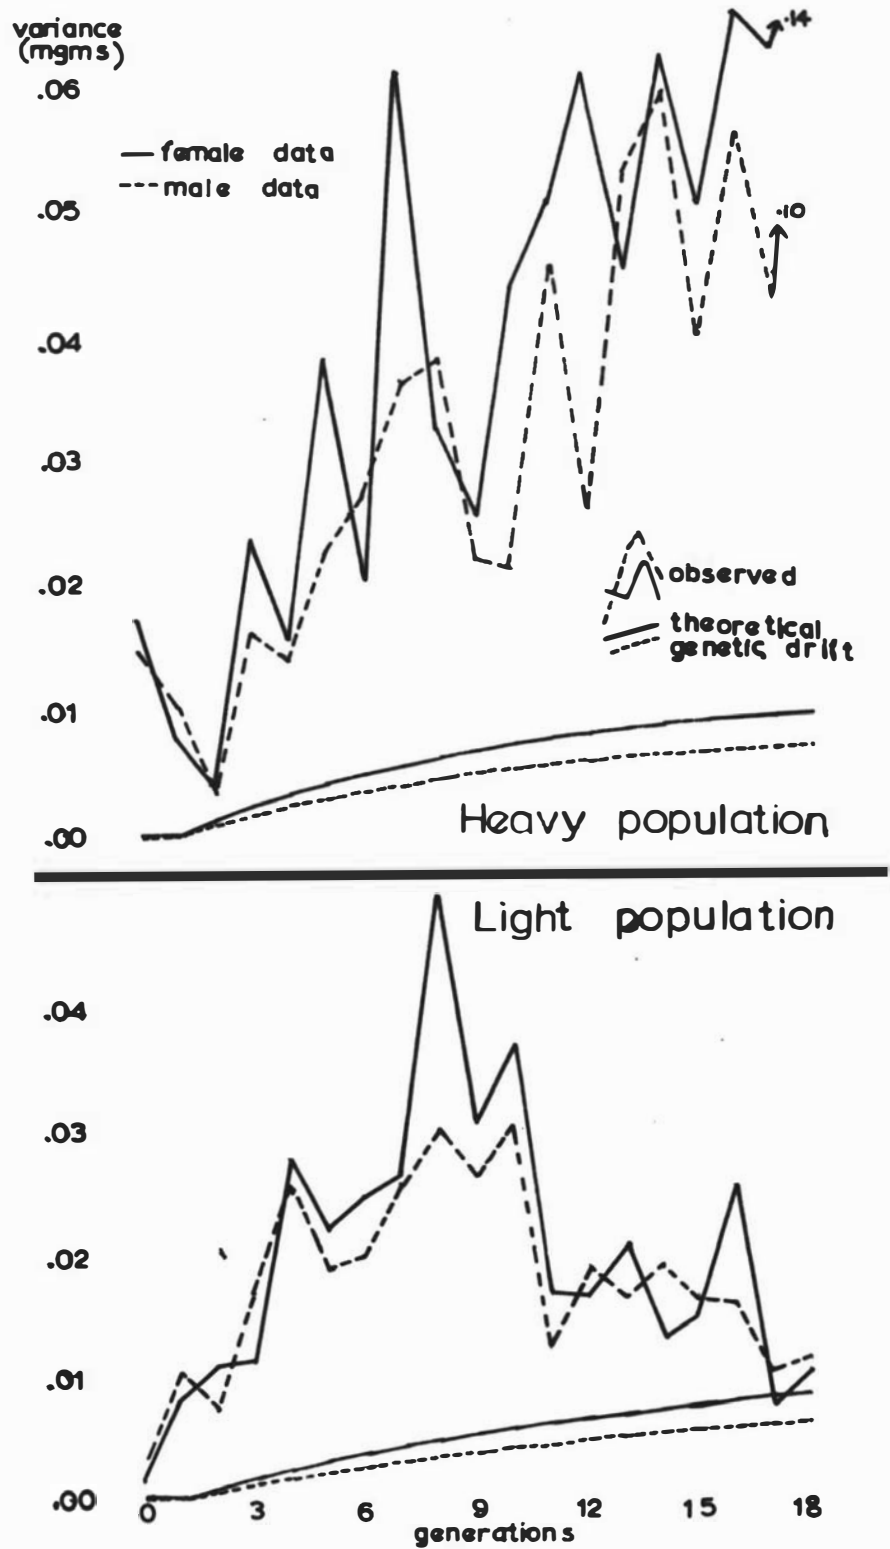 variance
(mgms)
.14
.06
female data
male data
.05
.10
.04
.03
.02
observed
theoretical
genetic drift
.01
Heavy population
.00
Light population
.04
.03
.02
.01
.00
0 3 6 9 12 15 18
generations